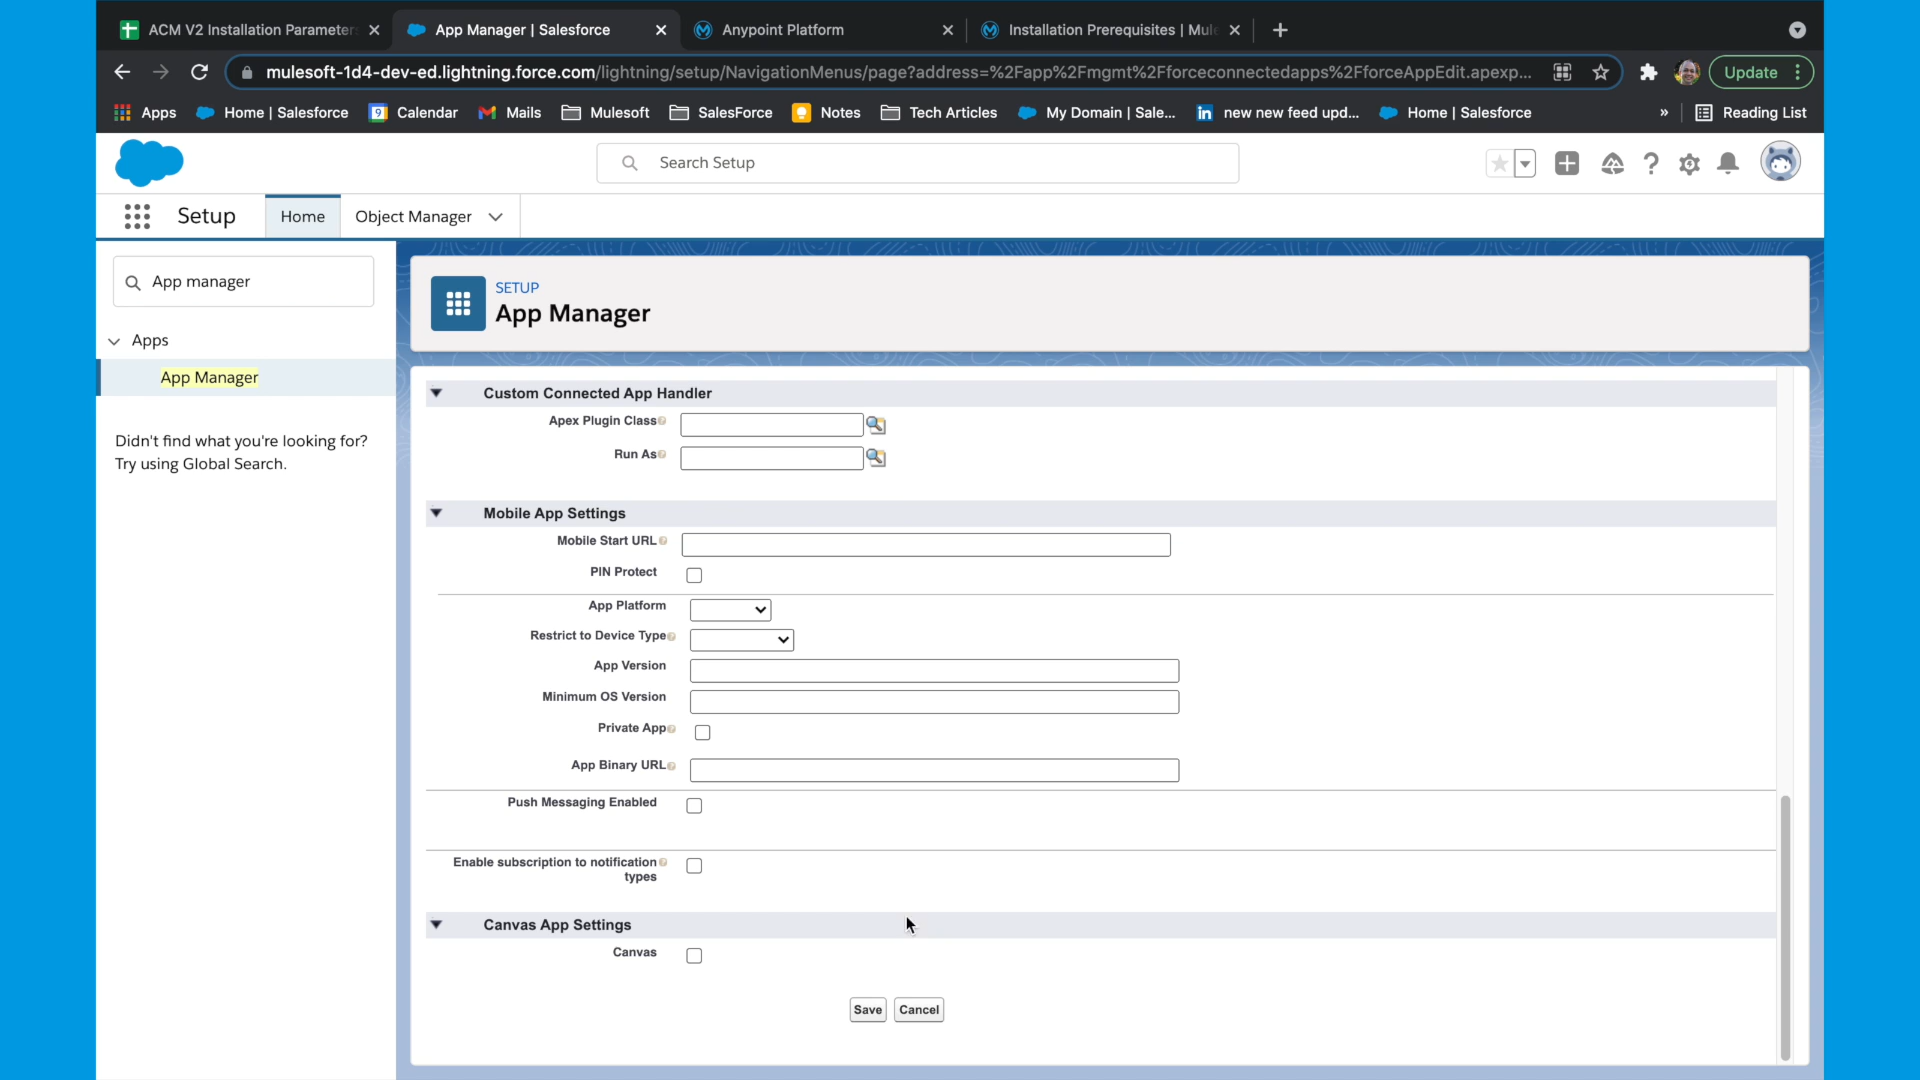 ACM V2 Installation Parameter
App Manager | Salesforce
Anypoint Platform
Installation Prerequisites | Mul
mulesoft-1d4-dev-ed.lightning.force.com/lightning/setup/NavigationMenus/page?address=%2Fapp%2Fmgmt%2Fforceconnectedapps%2FforceAppEdit.apexp...
Update
Apps
Home | Salesforce
9
Calendar
Mails
Mulesoft
SalesForce
Notes
Tech Articles
My Domain | Sale...
in
new new feed upd...
Home | Salesforce
»
Reading List
Search Setup
Setup
Home
Object Manager
App manager
Apps
App Manager
Didn't find what you're looking for?
Try using Global Search.
SETUP
App Manager
Custom Connected App Handler
Apex Plugin Class
Run As
Mobile App Settings
Mobile Start URL
PIN Protect
App Platform
Restrict to Device Type
App Version
Minimum OS Version
Private App
App Binary URL
Push Messaging Enabled
Enable subscription to notification
types
Canvas App Settings
Canvas
Save
Cancel